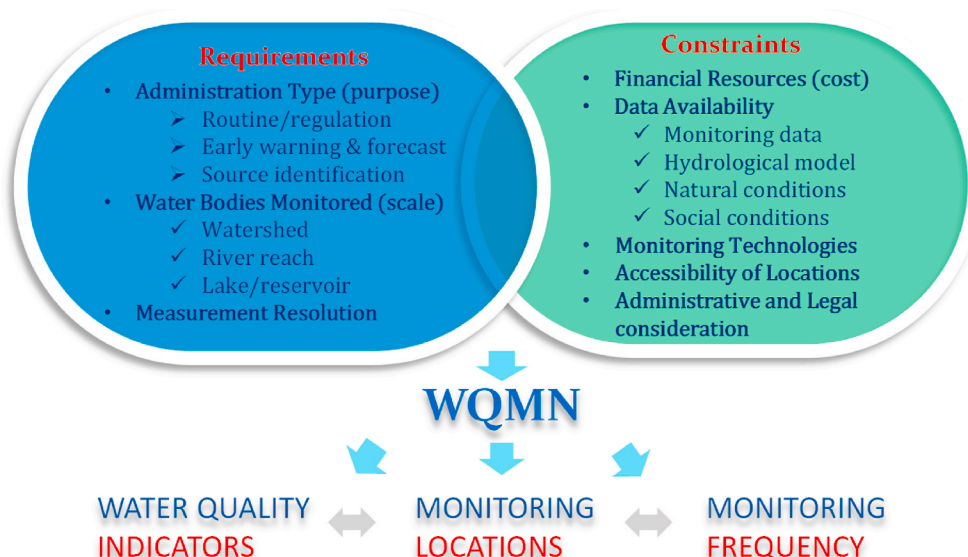 Requirements
• Administration Type (purpose)
➢ Routine/regulation
➢ Early warning & forecast
➢ Source identification
• Water Bodies Monitored (scale)
✓ Watershed
✓ River reach
✓ Lake/reservoir
• Measurement Resolution
Constraints
• Financial Resources (cost)
• Data Availability
✓ Monitoring data
✓ Hydrological model
✓ Natural conditions
✓ Social conditions
• Monitoring Technologies
• Accessibility of Locations
• Administrative and Legal
consideration
WQMN
WATER QUALITY
INDICATORS
MONITORING
LOCATIONS
MONITORING
FREQUENCY